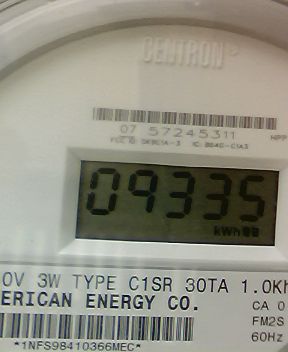 CENTRON
07 57245311
09335
kWh
0V 3W TYPE C1SR 30TA 1.0Kh
ERICAN ENERGY CO.
CA 0
FM2S
60Hz
*1NFS98410366MEC*